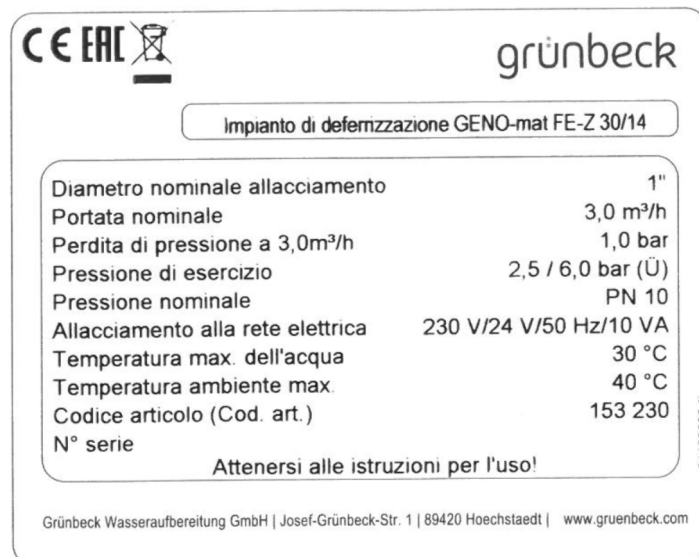 CE EAC
grünbeck
Impianto di deferrizzazione GENO-mat FE-Z 30/14
Diametro nominale allacciamento 1"
Portata nominale 3,0 m³/h
Perdita di pressione a 3,0m³/h 1,0 bar
Pressione di esercizio 2,5 / 6,0 bar (Ü)
Pressione nominale PN 10
Allacciamento alla rete elettrica 230 V/24 V/50 Hz/10 VA
Temperatura max. dell'acqua 30 °C
Temperatura ambiente max. 40 °C
Codice articolo (Cod. art.) 153 230
N° serie
Attenersi alle istruzioni per l'uso!
Grünbeck Wasseraufbereitung GmbH | Josef-Grünbeck-Str. 1 | 89420 Hoechstaedt | www.gruenbeck.com